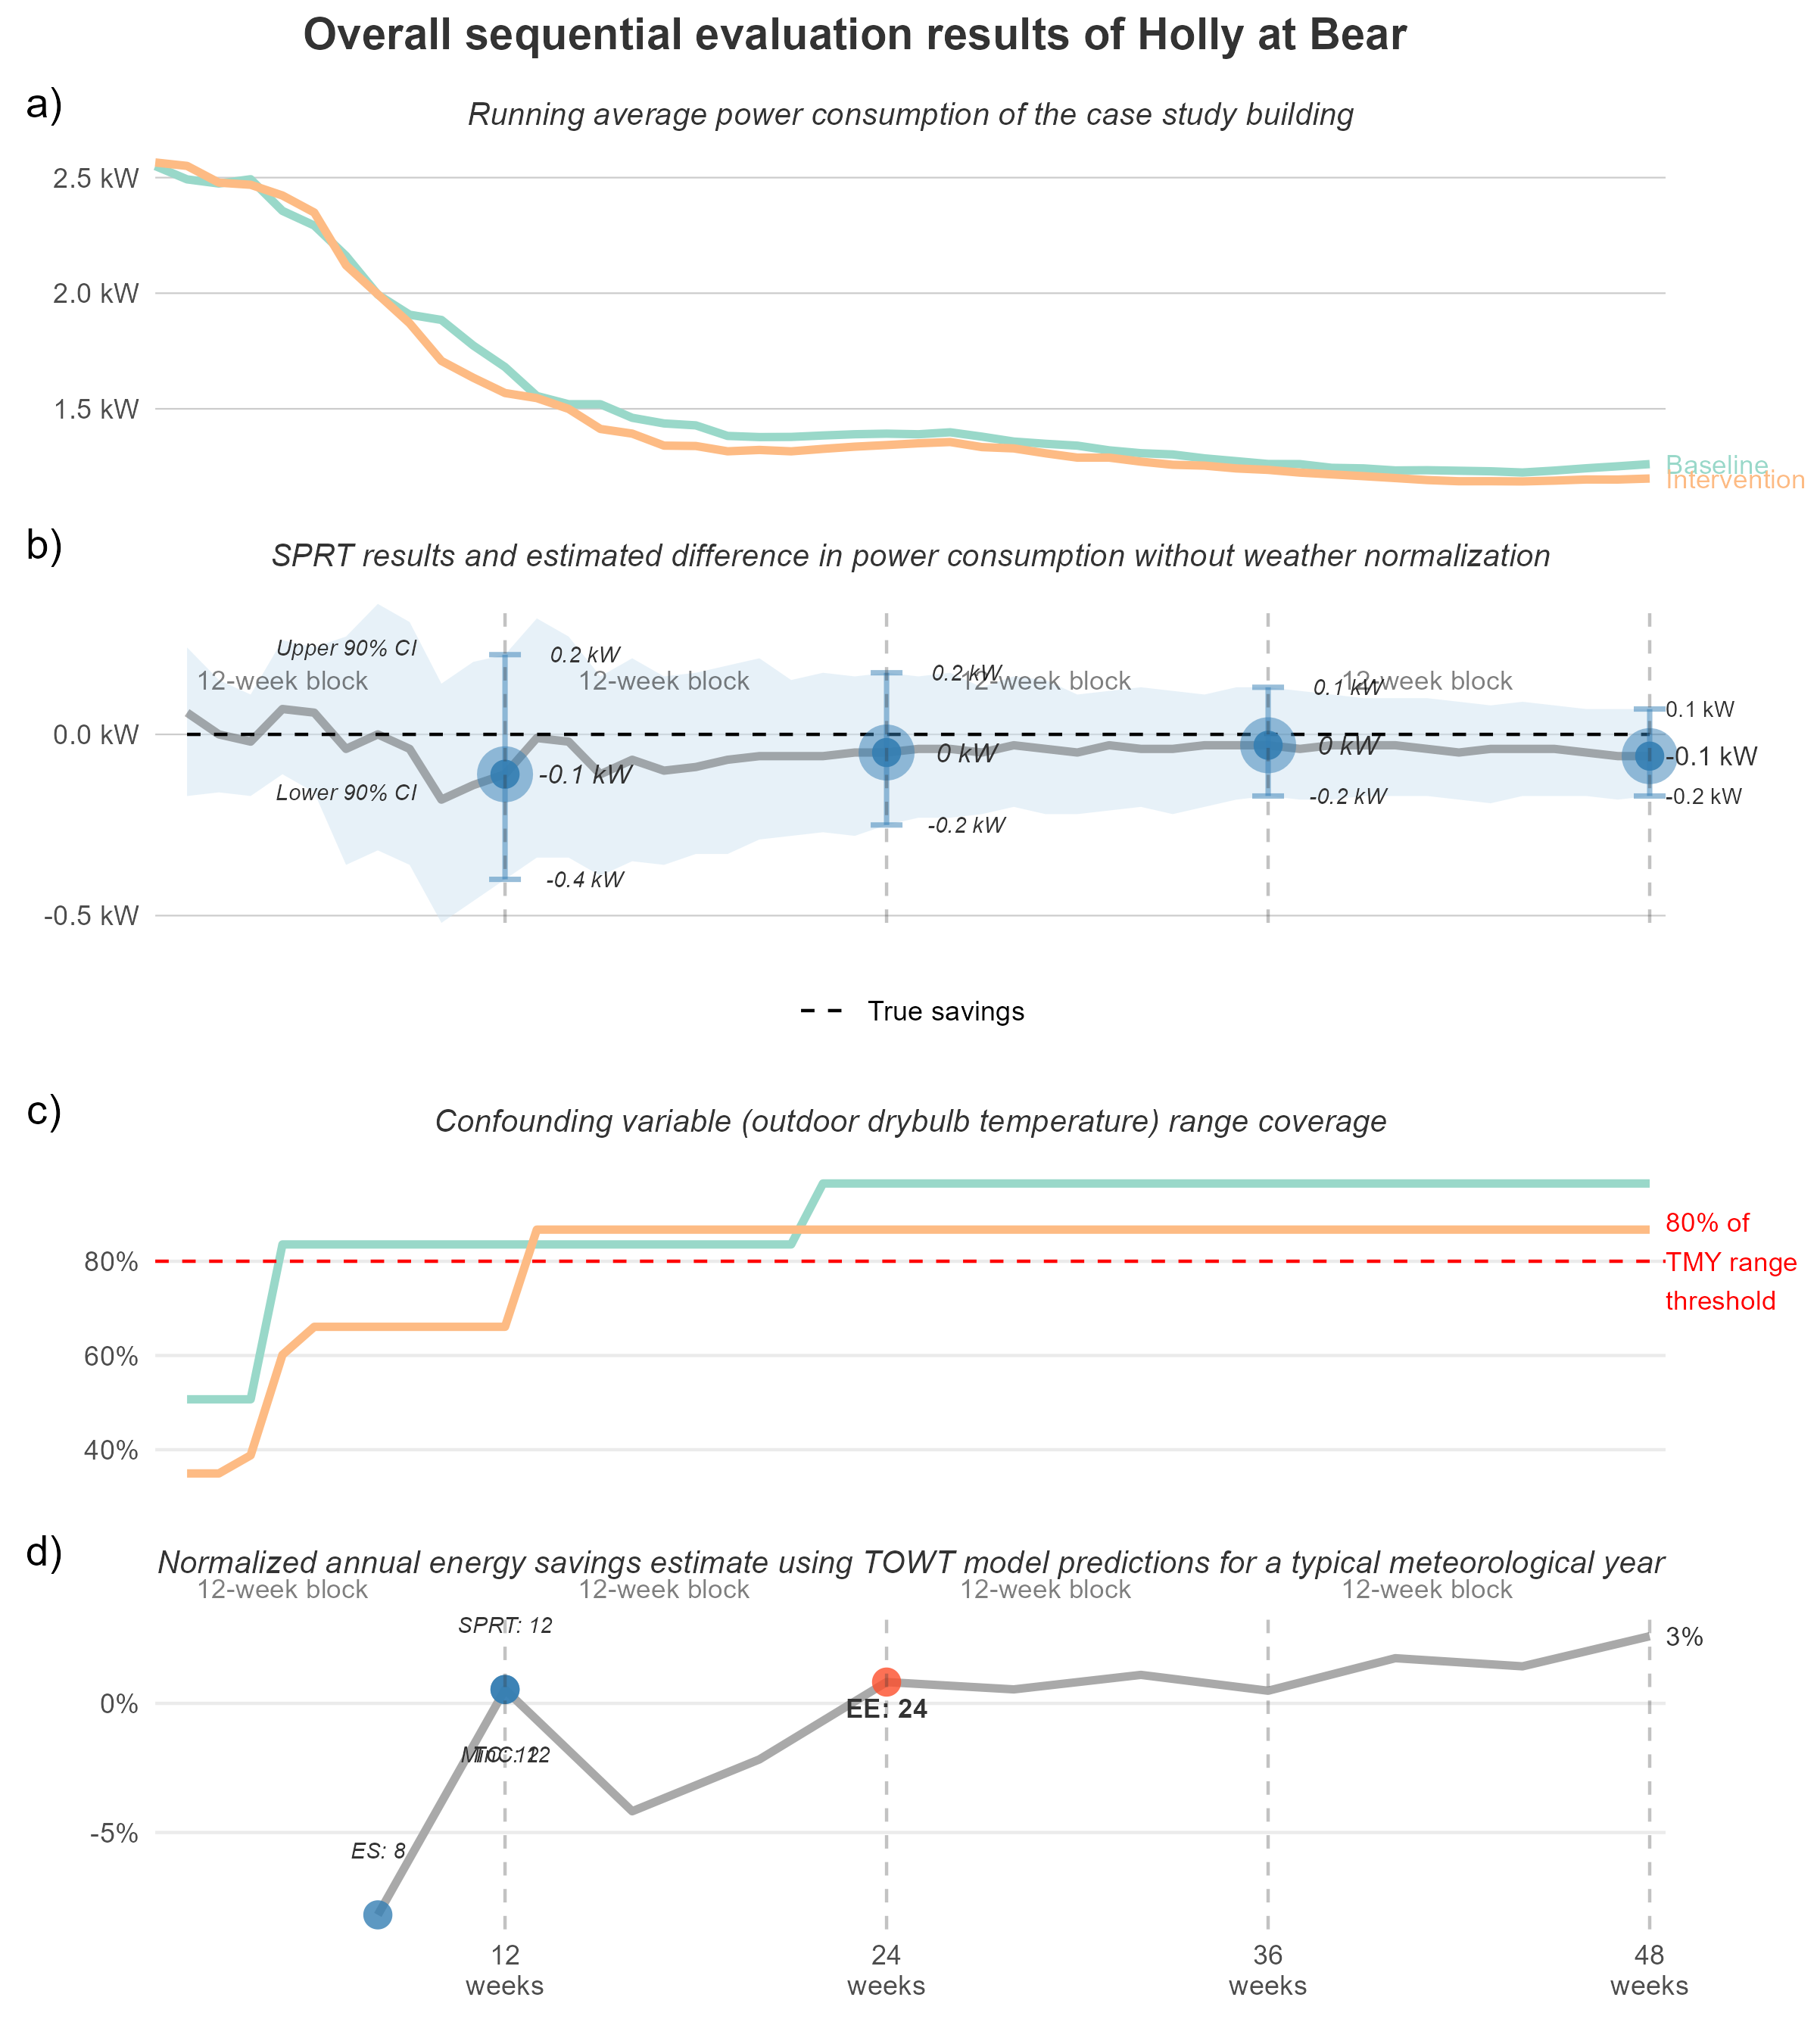 Overall sequential evaluation results of Holly at Bear
a)
Running average power consumption of the case study building
2.5 kW
2.0 kW
1.5 kW
Baseline
Intervention
b)
SPRT results and estimated difference in power consumption without weather normalization
Upper 90% CI
0.2 kW
0.2 kW
0.1 kW
0.1 kW
12-week block
12-week block
12-week block
12-week block
0.0 kW
-0.1 kW
0 kW
0 kW
-0.1 kW
Lower 90% CI
-0.4 kW
-0.2 kW
-0.2 kW
-0.2 kW
-0.5 kW
True savings
c)
Confounding variable (outdoor drybulb temperature) range coverage
80%
60%
40%
80% of
TMY range
threshold
d)
Normalized annual energy savings estimate using TOWT model predictions for a typical meteorological year
12-week block
12-week block
12-week block
12-week block
SPRT: 12
3%
0%
EE: 24
-5%
ES: 8
12
weeks
24
weeks
36
weeks
48
weeks